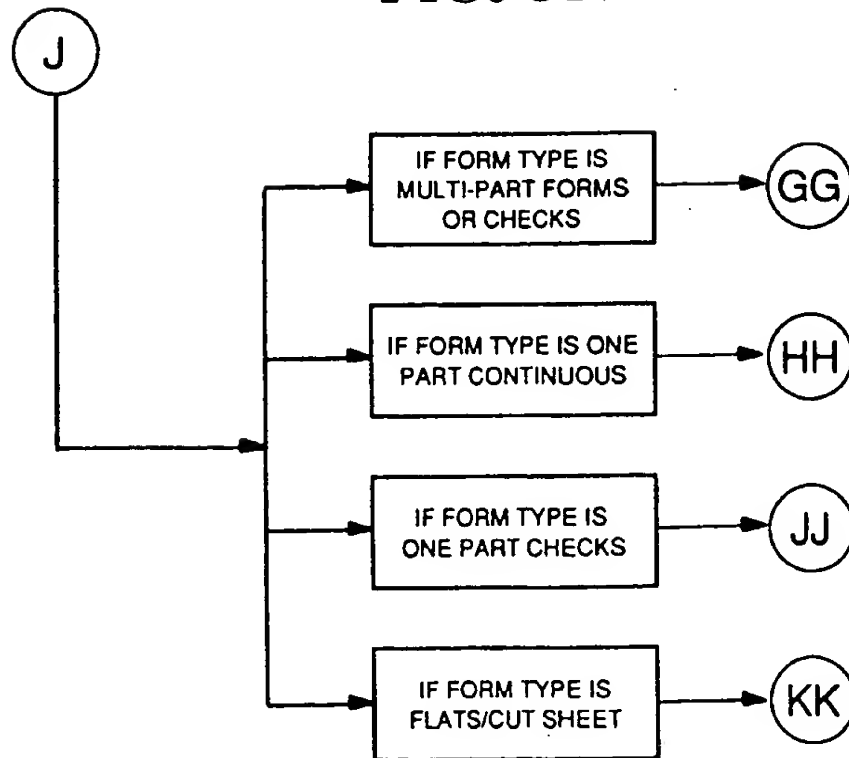 J
IF FORM TYPE IS
MULTI-PART FORMS
OR CHECKS
GG
IF FORM TYPE IS ONE
PART CONTINUOUS
HH
IF FORM TYPE IS
ONE PART CHECKS
JJ
IF FORM TYPE IS
FLATS/CUT SHEET
KK